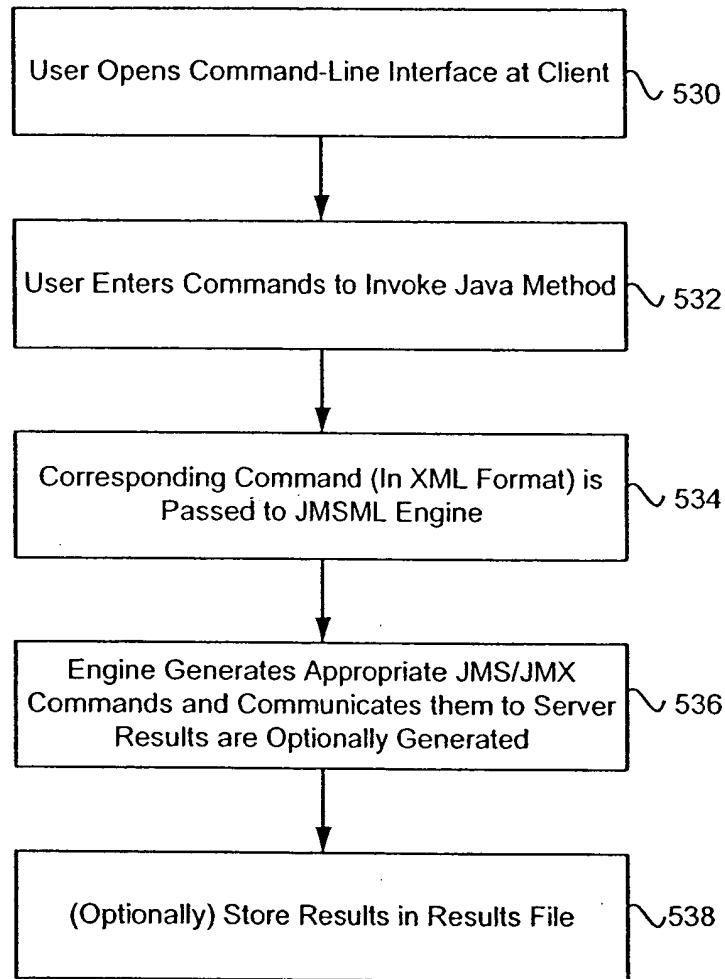 User Opens Command-Line Interface at Client
530
User Enters Commands to Invoke Java Method
532
Corresponding Command (In XML Format) is
Passed to JMSML Engine
534
Engine Generates Appropriate JMS/JMX
Commands and Communicates them to Server
Results are Optionally Generated
536
(Optionally) Store Results in Results File
538